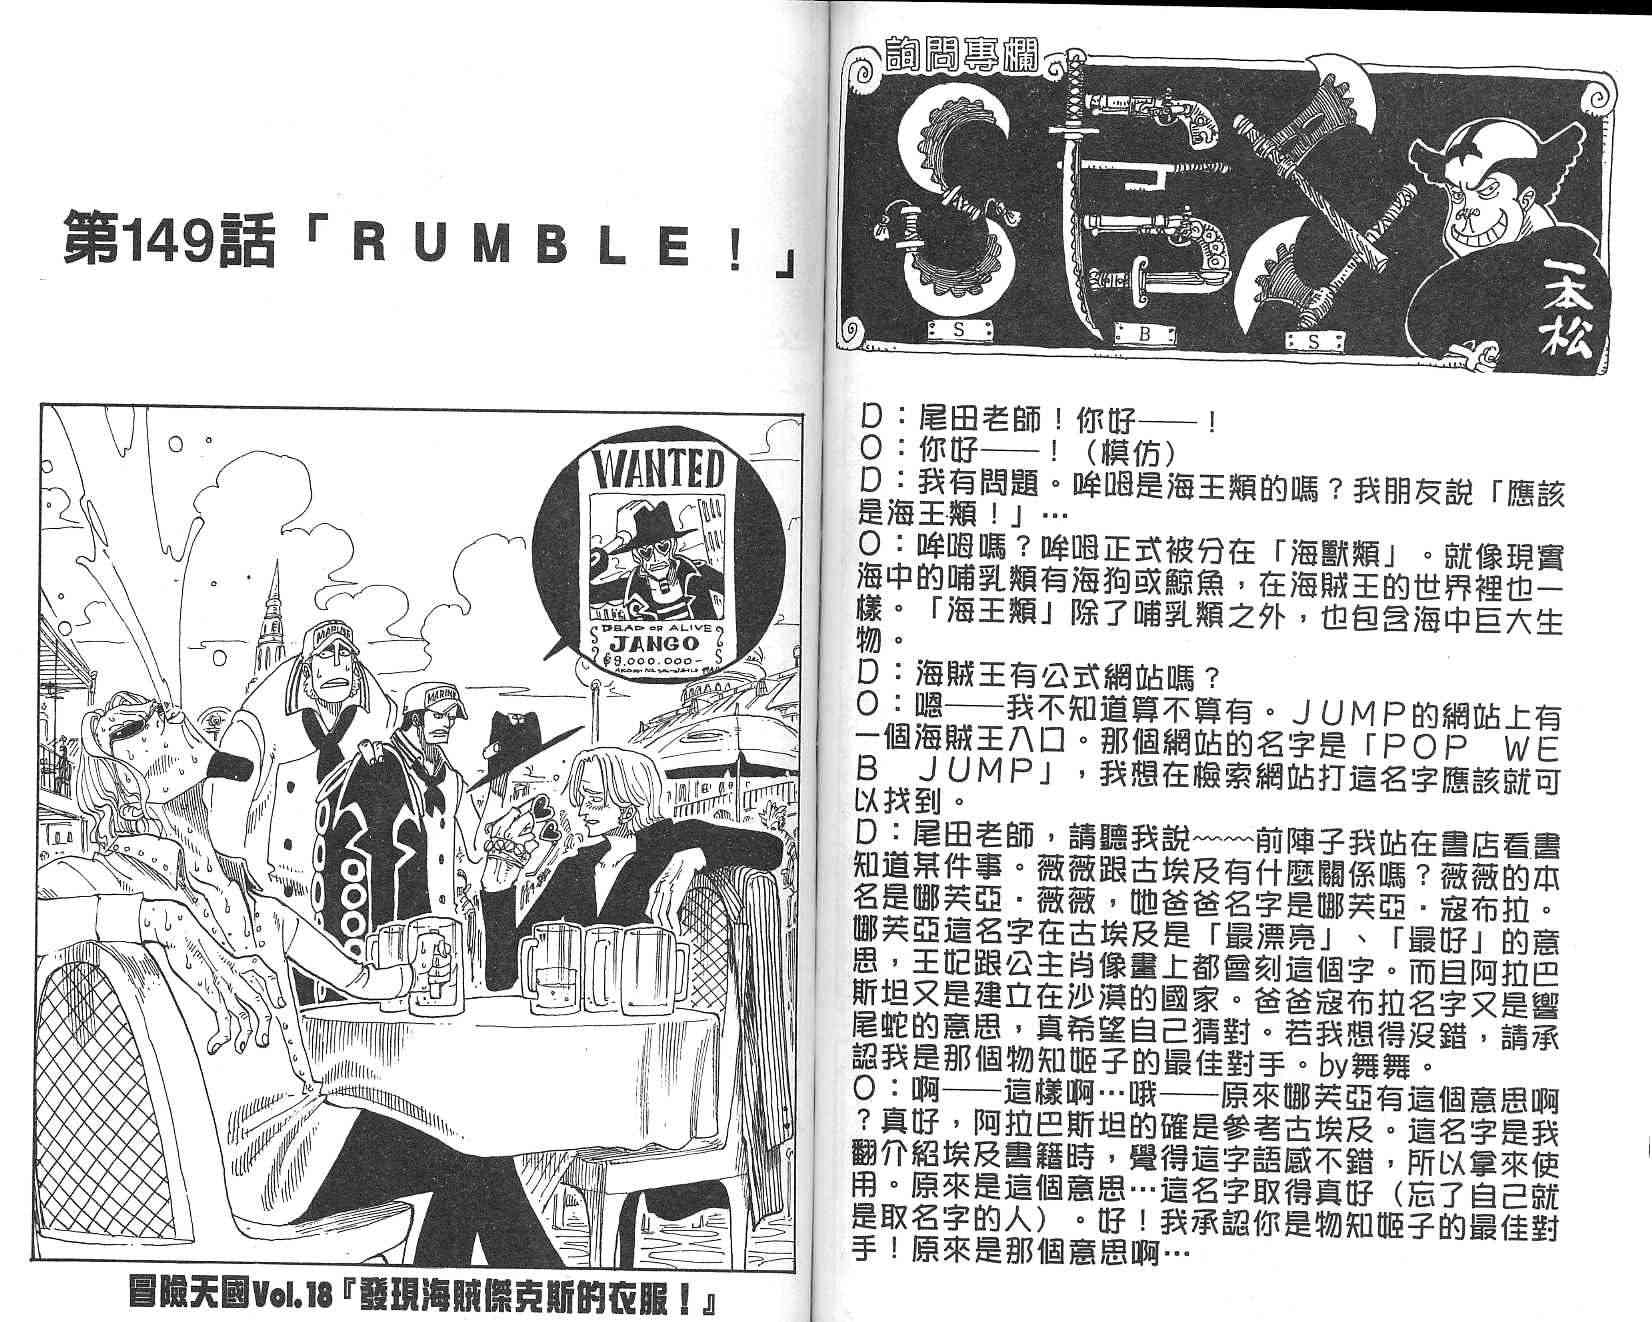 詢問專欄
S
B
S
一本松
D：尾田老師！你好——！
O：你好——！（模仿）
D：我有問題。哞姆是海王類的嗎？我朋友說「應該
是海王類！」…
O：哞姆嗎？哞姆正式被分在「海獸類」。就像現實
海中的哺乳類有海狗或鯨魚，在海賊王的世界裡也一
樣。「海王類」除了哺乳類之外，也包含海中巨大生
物。
D：海賊王有公式網站嗎？
O：嗯——我不知道算不算有。ＪＵＭＰ的網站上有
一個海賊王入口。那個網站的名字是「ＰＯＰ　ＷＥ
Ｂ　ＪＵＭＰ」，我想在檢索網站打這名字應該就可
以找到。
D：尾田老師，請聽我說~~~前陣子我站在書店看書
知道某件事。薇薇跟古埃及有什麼關係嗎？薇薇的本
名是娜芙亞．薇薇，她爸爸名字是娜芙亞．寇布拉。
娜芙亞這名字在古埃及是「最漂亮」、「最好」的意
思，王妃跟公主肖像畫上都會刻這個字。而且阿拉巴
斯坦又是建立在沙漠的國家。爸爸寇布拉名字又是響
尾蛇的意思，真希望自己猜對。若我想得沒錯，請承
認我是那個物知姬子的最佳對手。by舞舞。
O：啊——這樣啊…哦——原來娜芙亞有這個意思啊
？真好，阿拉巴斯坦的確是參考古埃及。這名字是我
翻介紹埃及書籍時，覺得這字語感不錯，所以拿來使
用。原來是這個意思…這名字取得真好（忘了自己就
是取名字的人）。好！我承認你是物知姬子的最佳對
手！原來是那個意思啊…
第149話「ＲＵＭＢＬＥ！」
WANTED
DEAD OR ALIVE
JANGO
9.000.000-
MARINE
MARINE
冒險天國Vol.18『發現海賊傑克斯的衣服！』